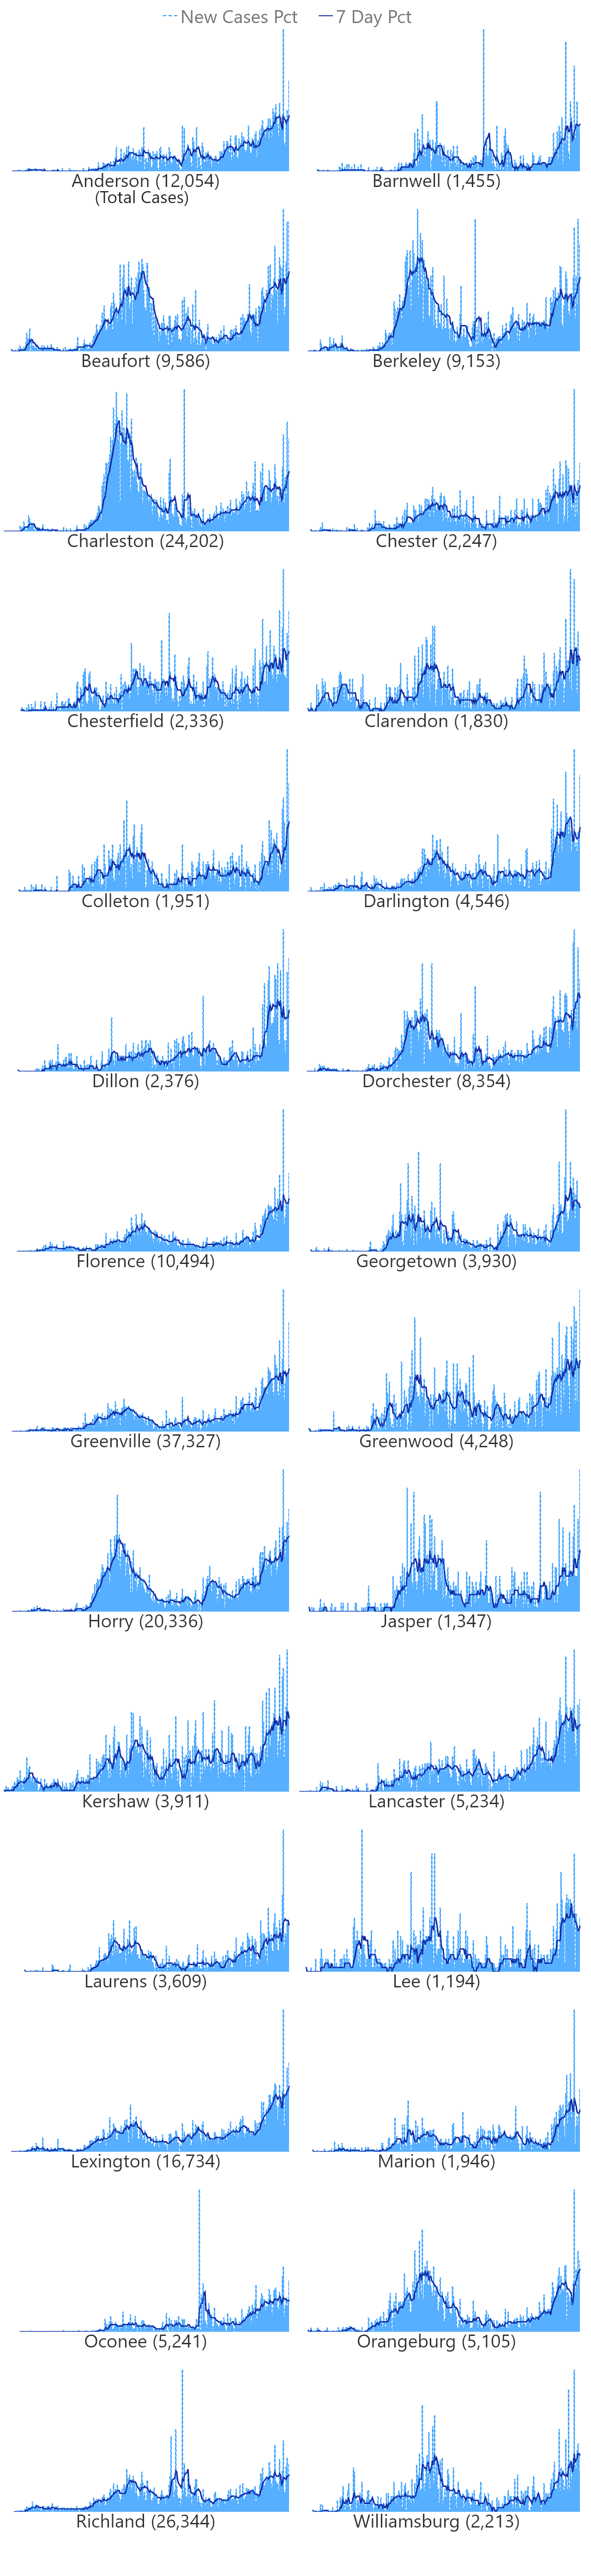 New Cases Pct 7 Day Pct
Anderson (12,054) Barnwell (1,455)
(Total Cases)
Beaufort (9,586) Berkeley (9,153)
Charleston (24,202) Chester (2,247)
Chesterfield (2,336) Clarendon (1,830)
Colleton (1,951) Darlington (4,546)
Dillon (2,376) Dorchester (8,354)
Florence (10,494) Georgetown (3,930)
Greenville (37,327) Greenwood (4,248)
Horry (20,336) Jasper (1,347)
Kershaw (3,911) Lancaster (5,234)
Laurens (3,609) Lee (1,194)
Lexington (16,734) Marion (1,946)
Oconee (5,241) Orangeburg (5,105)
Richland (26,344) Williamsburg (2,213)